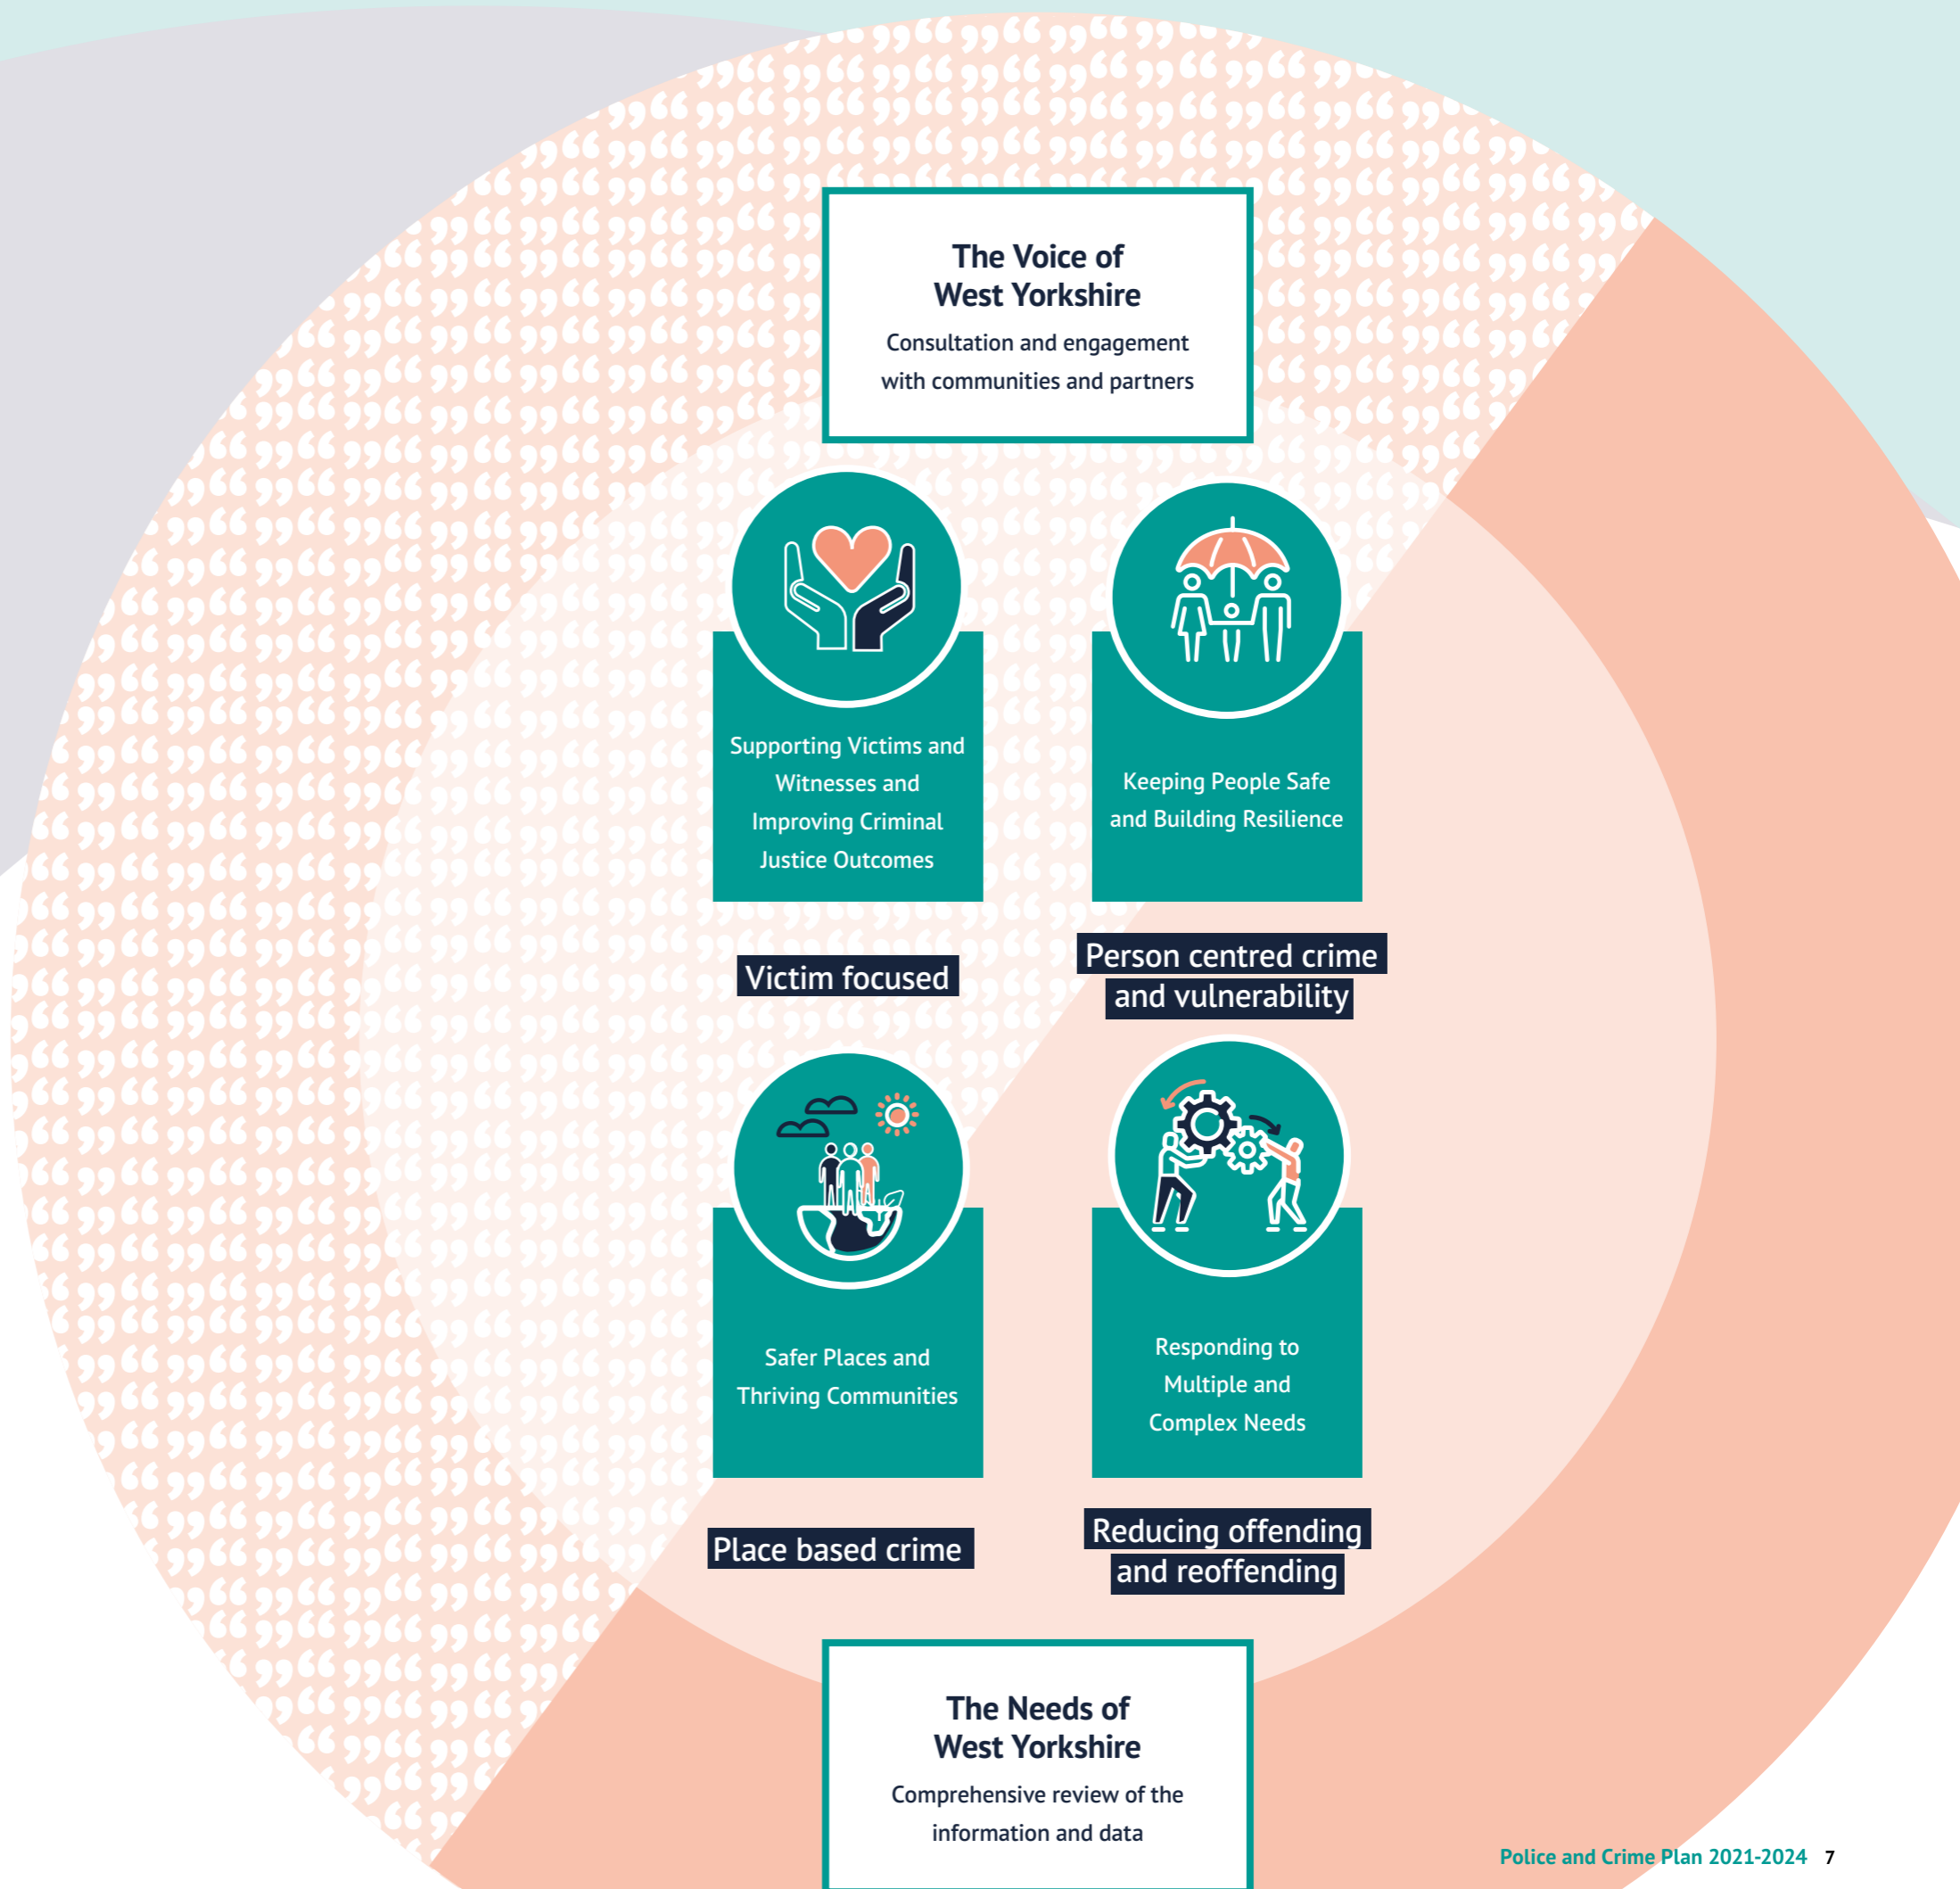 The Voice of
West Yorkshire
Consultation and engagement
with communities and partners
Supporting Victims and
Witnesses and
Improving Criminal
Justice Outcomes
Keeping People Safe
and Building Resilience
Victim focused
Person centred crime
and vulnerability
Safer Places and
Thriving Communities
Responding to
Multiple and
Complex Needs
Place based crime
Reducing offending
and reoffending
The Needs of
West Yorkshire
Comprehensive review of the
information and data
Police and Crime Plan 2021-2024 7